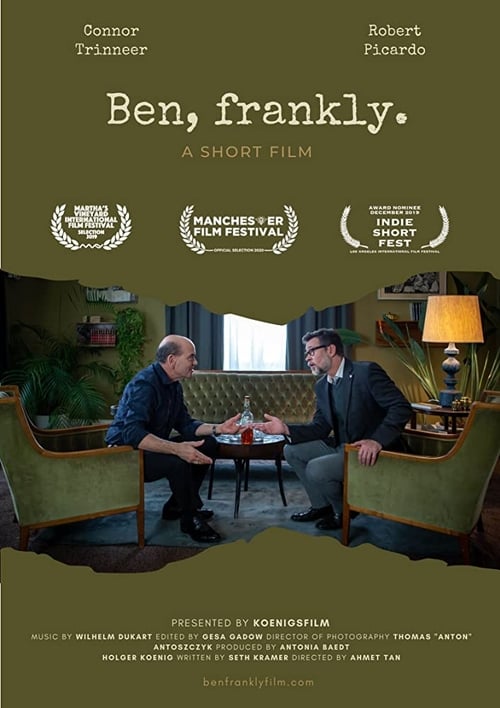 Connor
Trinneer
Robert
Picardo
Ben, frankly.
A SHORT FILM
MARTHA'S
VINEYARD
INTERNATIONAL
FILM FESTIVAL
SELECTION
2019
MANCHESTER
FILM FESTIVAL
OFFICIAL SELECTION 2020
AWARD NOMINEE
DECEMBER 2019
INDIE
SHORT
FEST
LOS ANGELES INTERNATIONAL FILM FESTIVAL
PRESENTED BY KOENIGSFILM
MUSIC BY WILHELM DUKART EDITED BY GESA GADOW DIRECTOR OF PHOTOGRAPHY THOMAS "ANTON"
ANTOSZCZYK PRODUCED BY ANTONIA BAEDT
HOLGER KOENIG WRITTEN BY SETH KRAMER DIRECTED BY AHMET TAN
benfranklyfilm.com